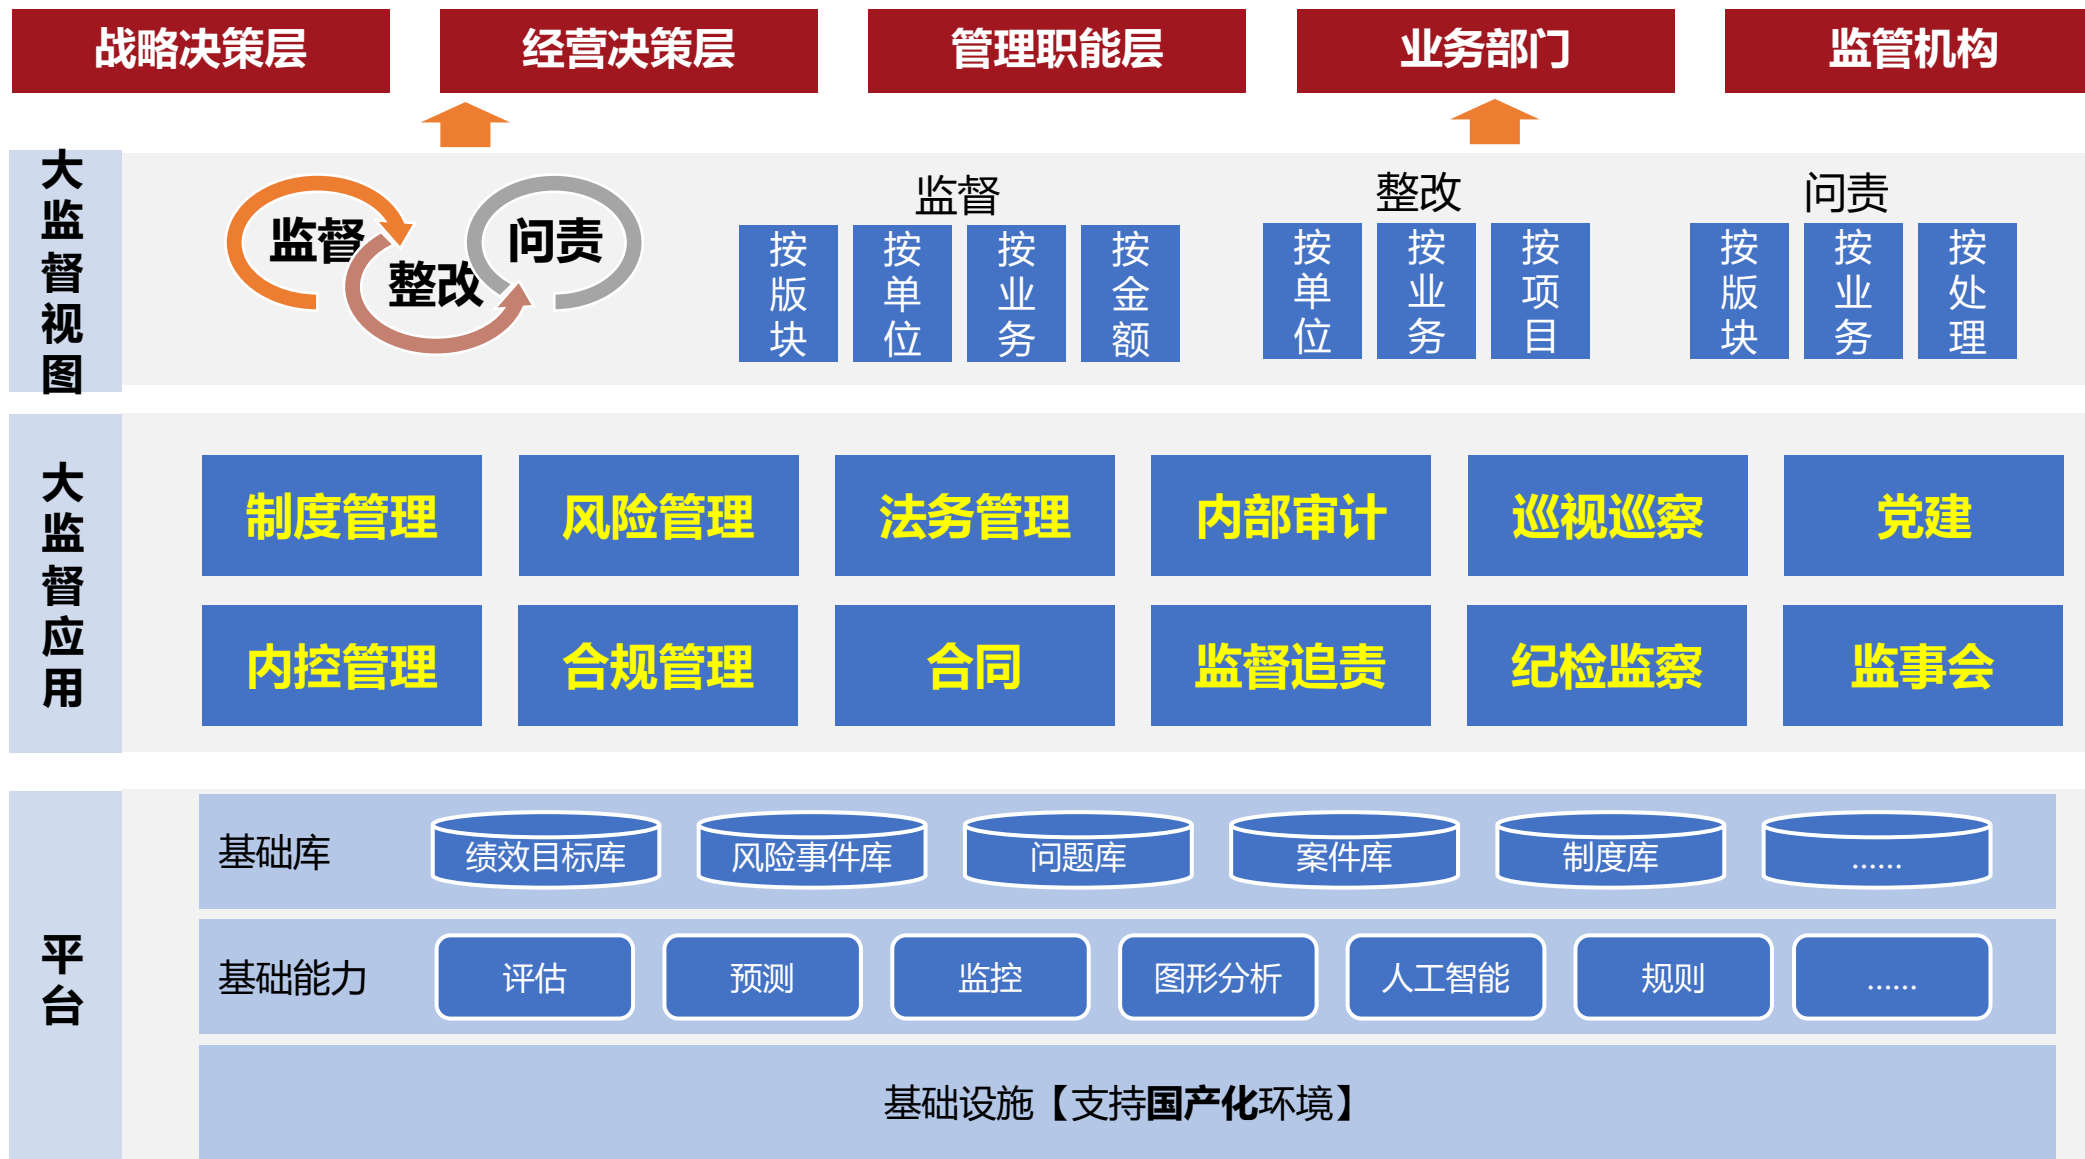 战略决策层
经营决策层
管理职能层
业务部门
监管机构
大监督视图
监督
整改
问责
监督
按版块
按单位
按业务
按金额
整改
按单位
按业务
按项目
问责
按版块
按业务
按处理
大监督应用
制度管理
风险管理
法务管理
内部审计
巡视巡察
党建
内控管理
合规管理
合同
监督追责
纪检监察
监事会
平台
基础库
绩效目标库
风险事件库
问题库
案件库
制度库
......
基础能力
评估
预测
监控
图形分析
人工智能
规则
......
基础设施【支持国产化环境】